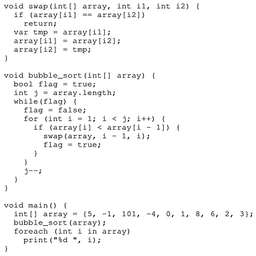 void swap(int[] array, int i1, int i2) {
  if (array[i1] == array[i2])
    return;
  var tmp = array[i1];
  array[i1] = array[i2];
  array[i2] = tmp;
}

void bubble_sort(int[] array) {
  bool flag = true;
  int j = array.length;
  while(flag) {
    flag = false;
    for (int i = 1; i < j; i++) {
      if (array[i] < array[i - 1]) {
        swap(array, i - 1, i);
        flag = true;
      }
    }
    j--;
  }
}

void main() {
  int[] array = {5, -1, 101, -4, 0, 1, 8, 6, 2, 3};
  bubble_sort(array);
  foreach (int i in array)
    print("%d ", i);
}